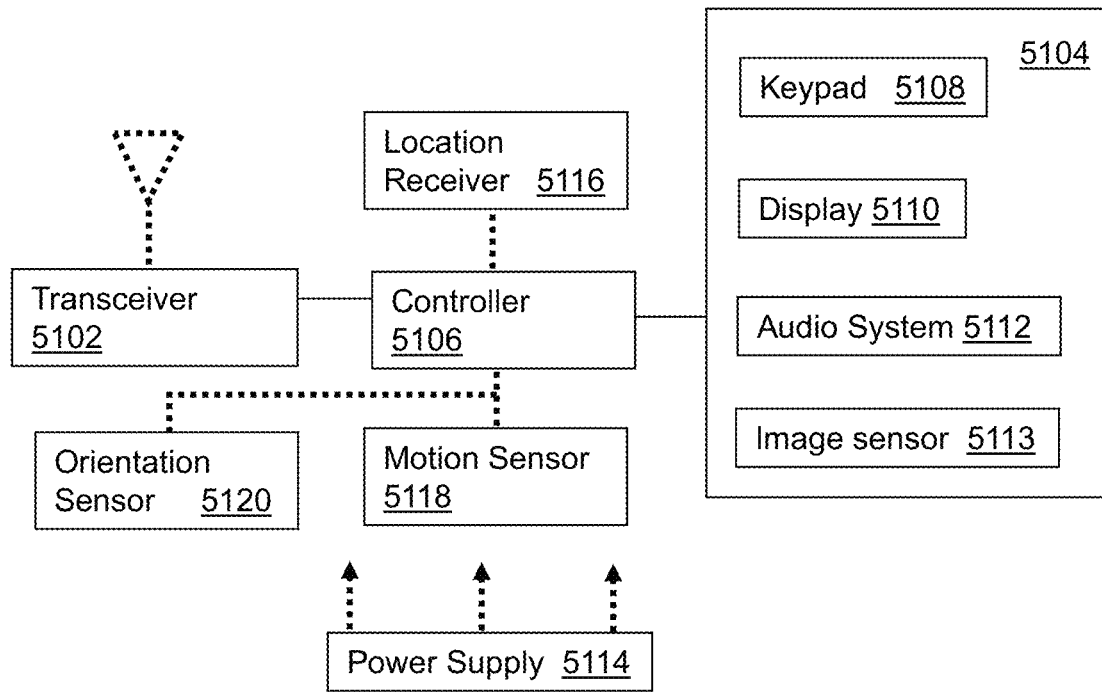 5104
Keypad 5108
Location
Receiver 5116
Display 5110
Transceiver
5102
Controller
5106
Audio System 5112
Image sensor 5113
Orientation
Sensor 5120
Motion Sensor
5118
Power Supply 5114